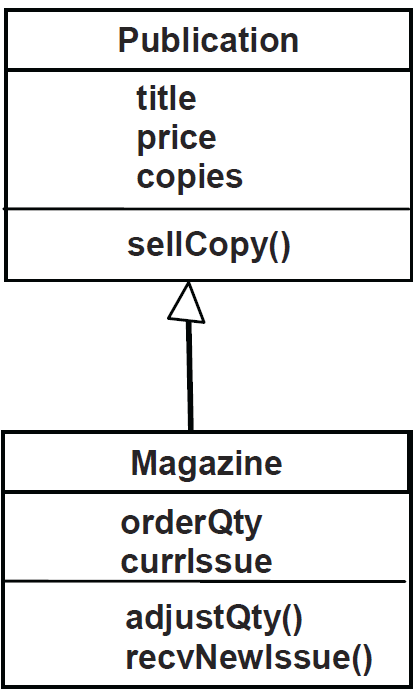 Publication
title
price
copies
sellCopy()
Magazine
orderQty
currIssue
adjustQty()
recvNewIssue()